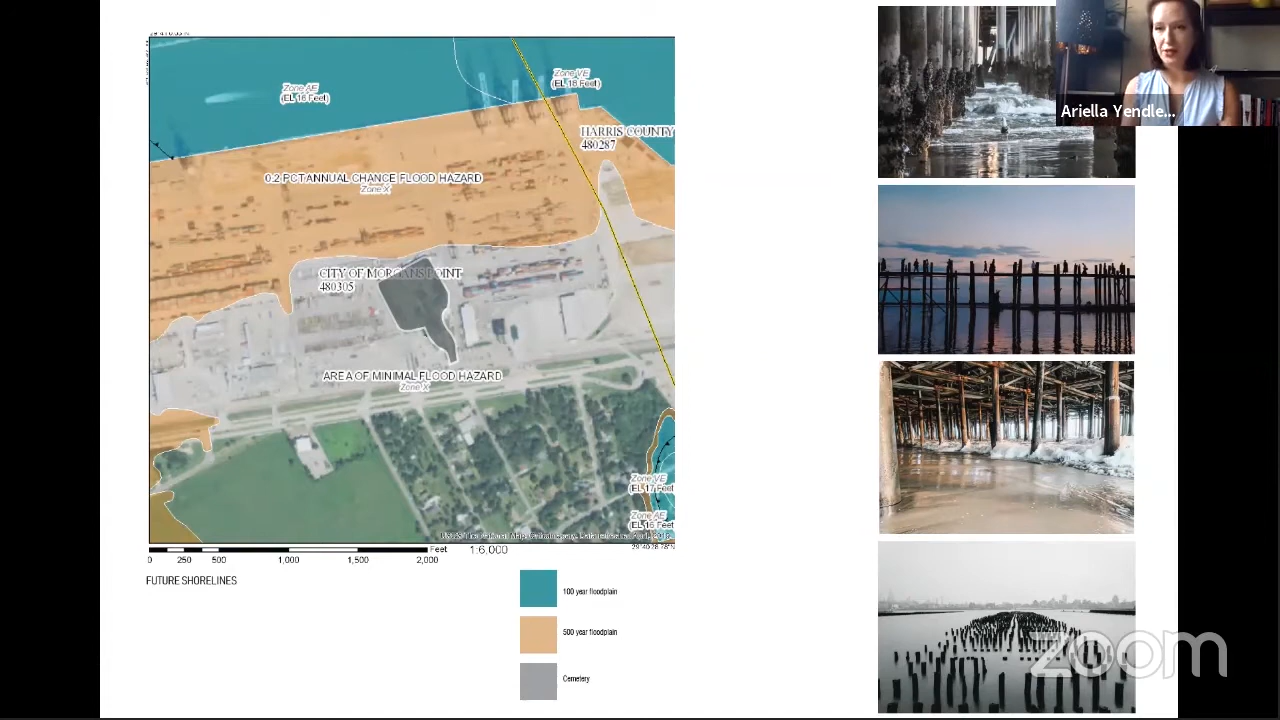 Zone AE
(EL 16 Feet)
Zone VE
(EL 18 Feet)
HARRIS COUNTY
480287
0.2 PCT ANNUAL CHANCE FLOOD HAZARD
Zone X
CITY OF MORGANS POINT
480305
AREA OF MINIMAL FLOOD HAZARD
Zone X
Zone VE
(EL 17 Feet)
Zone AE
(EL 16 Feet)
Feet
1:6,000
0 250 500 1,000 1,500 2,000
FUTURE SHORELINES
100 year floodplain
500 year floodplain
Cemetery
Ariella Yendle...
zoom